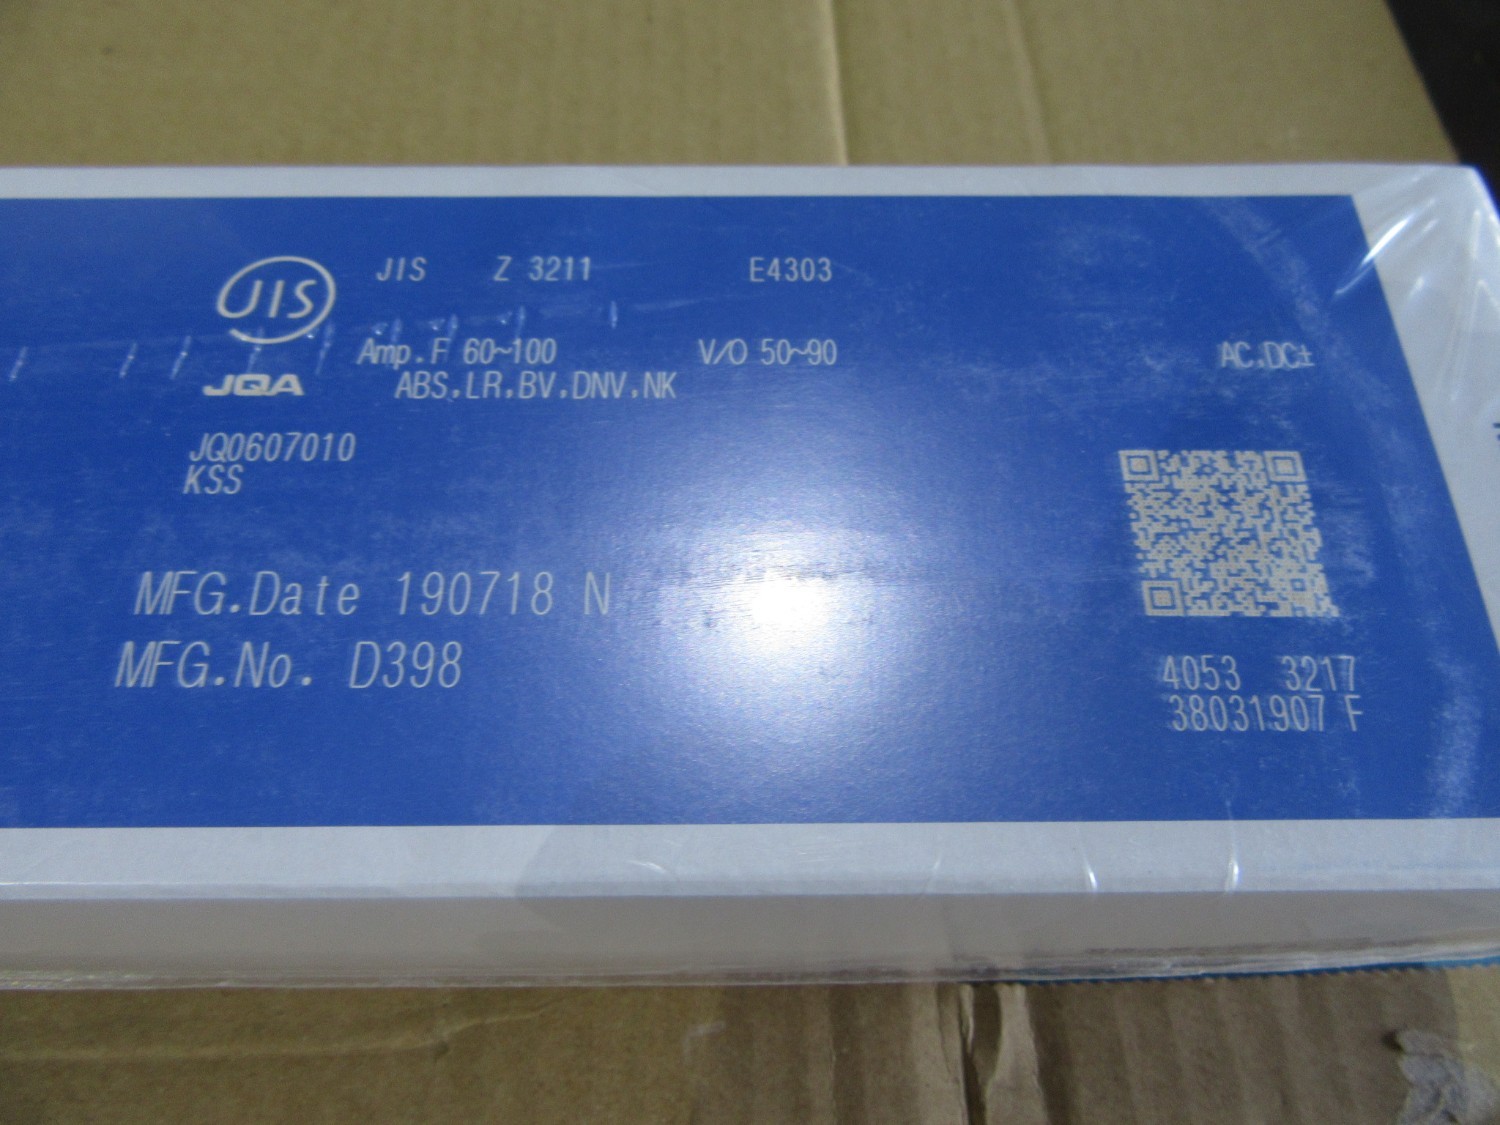 JIS
JIS Z 3211 E4303
Amp.F 60~100 V/O 50~90 AC,DC±
JQA
ABS,LR,BV,DNV,NK
JQ0607010
KSS
MFG.Date 190718 N
MFG.No. D398
4053 3217
38031907 F